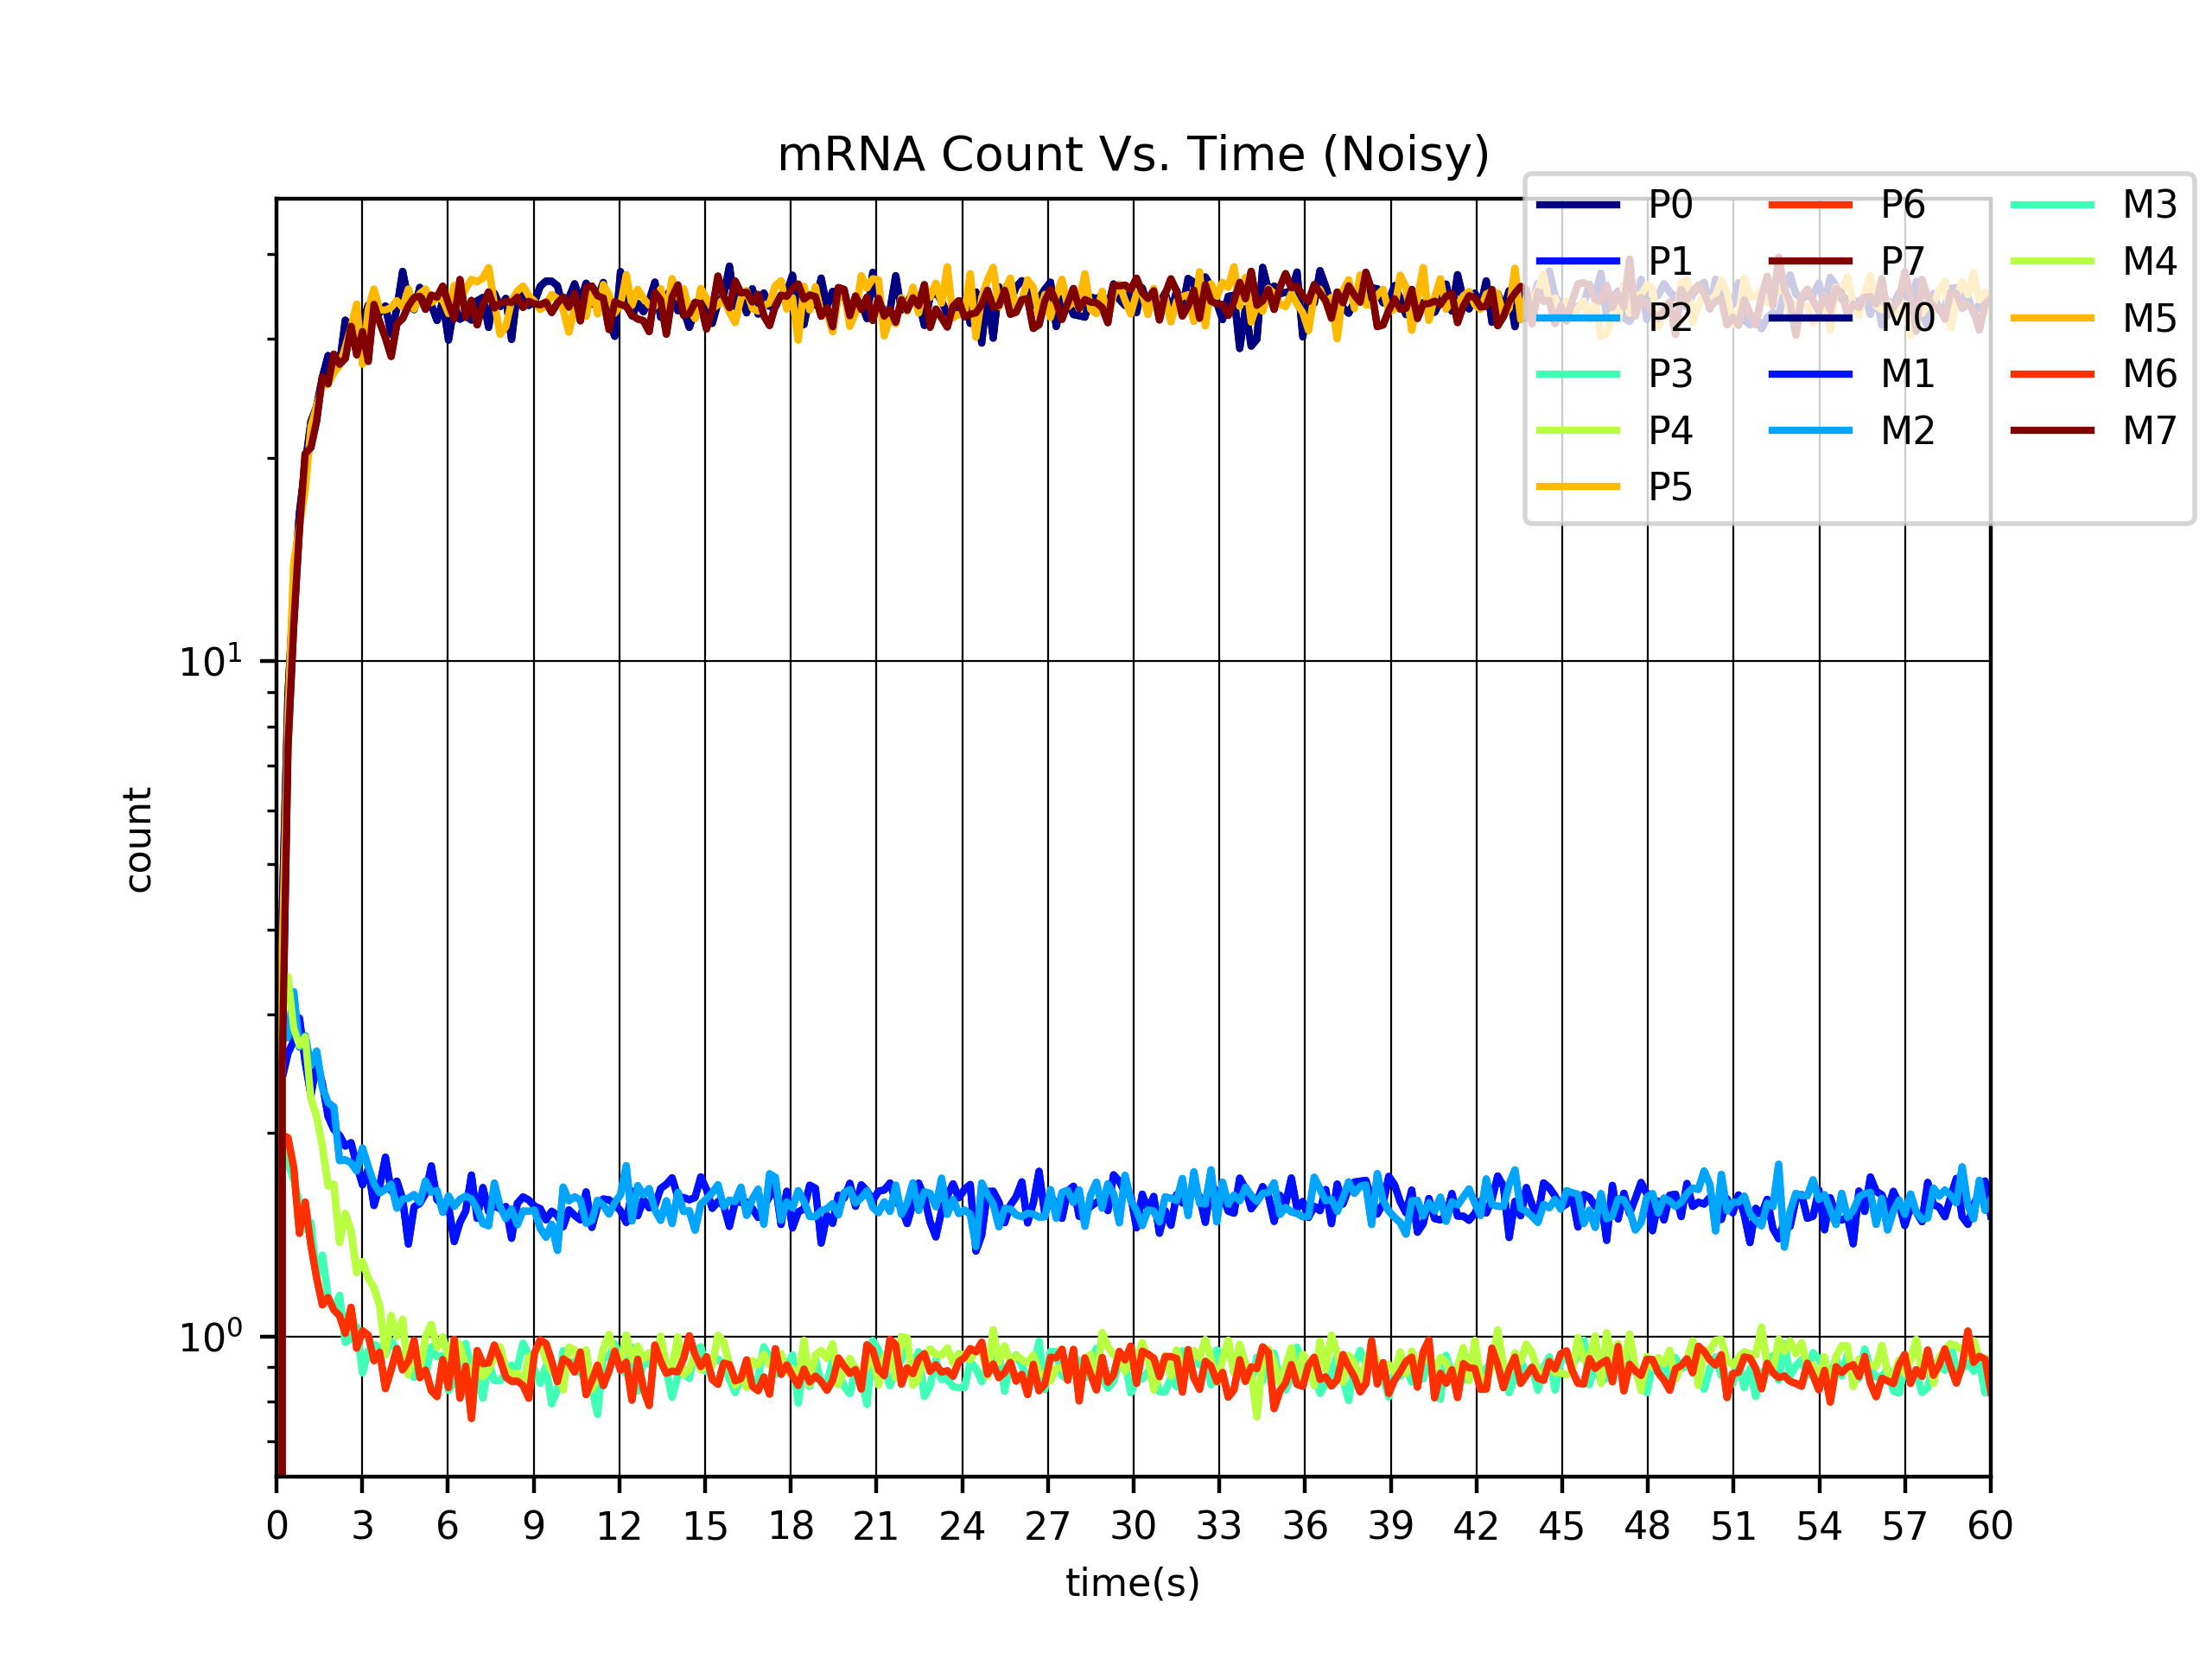 mRNA Count Vs. Time (Noisy)
P0 P6 M3
P1 P7 M4
P2 M0 M5
P3 M1 M6
P4 M2 M7
P5
10¹
count
10⁰
0 3 6 9 12 15 18 21 24 27 30 33 36 39 42 45 48 51 54 57 60
time(s)